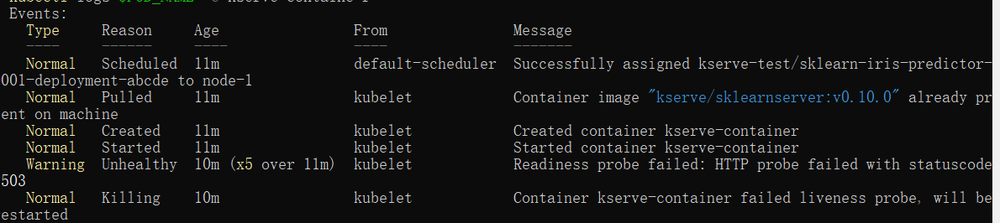 kubectl logs $POD_NAME -c kserve-container
Events:
Type Reason Age From Message
---- ------ ---- ---- -------
Normal Scheduled 11m default-scheduler Successfully assigned kserve-test/sklearn-iris-predictor-
001-deployment-abcde to node-1
Normal Pulled 11m kubelet Container image "kserve/sklearnserver:v0.10.0" already pr
ent on machine
Normal Created 11m kubelet Created container kserve-container
Normal Started 11m kubelet Started container kserve-container
Warning Unhealthy 10m (x5 over 11m) kubelet Readiness probe failed: HTTP probe failed with statuscode
503
Normal Killing 10m kubelet Container kserve-container failed liveness probe, will be
estarted